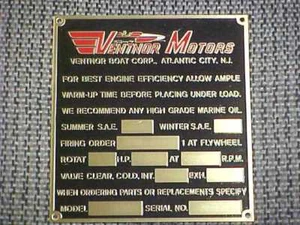 VENTNOR MOTORS
VENTNOR BOAT CORP., ATLANTIC CITY, N.J.
FOR BEST ENGINE EFFICIENCY ALLOW AMPLE
WARM-UP TIME BEFORE PLACING UNDER LOAD.
WE RECOMMEND ANY HIGH GRADE MARINE OIL
SUMMER S.A.E. WINTER S.A.E.
FIRING ORDER 1 AT FLYWHEEL
ROTAT H.P. AT R.P.M.
VALVE CLEAR. COLD, INT. EXH.
WHEN ORDERING PARTS OR REPLACEMENTS SPECIFY
MODEL SERIAL NO.